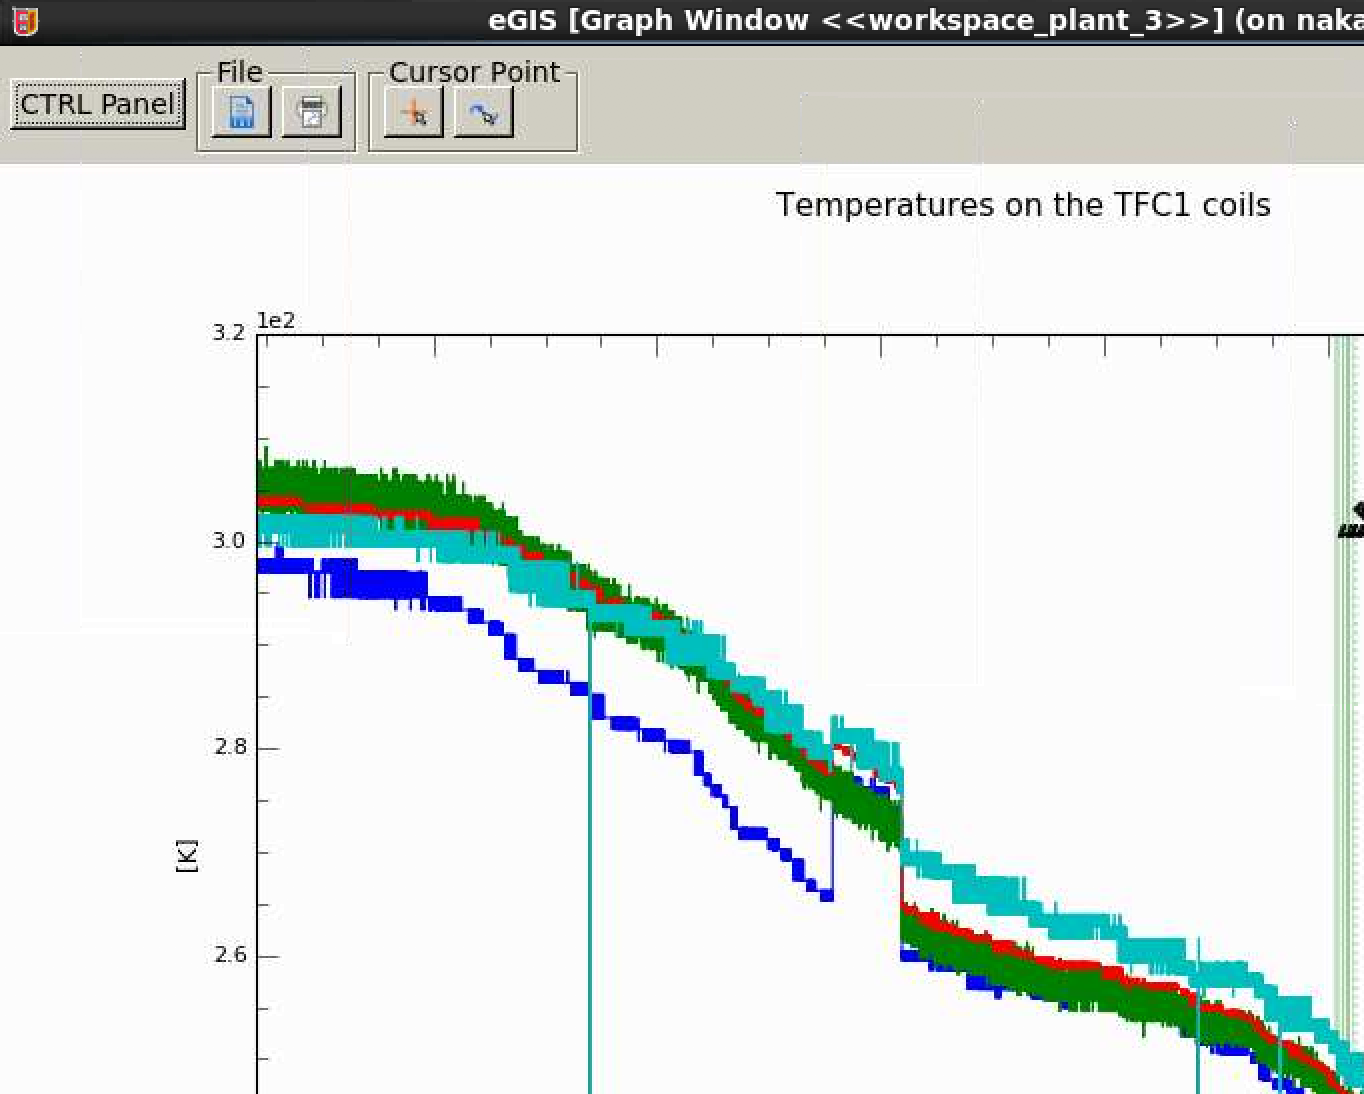 eGIS [Graph Window <<workspace_plant_3>>] (on naka
File
Cursor Point
CTRL Panel
Temperatures on the TFC1 coils
1e2
3.2
3.0
2.8
[K]
2.6